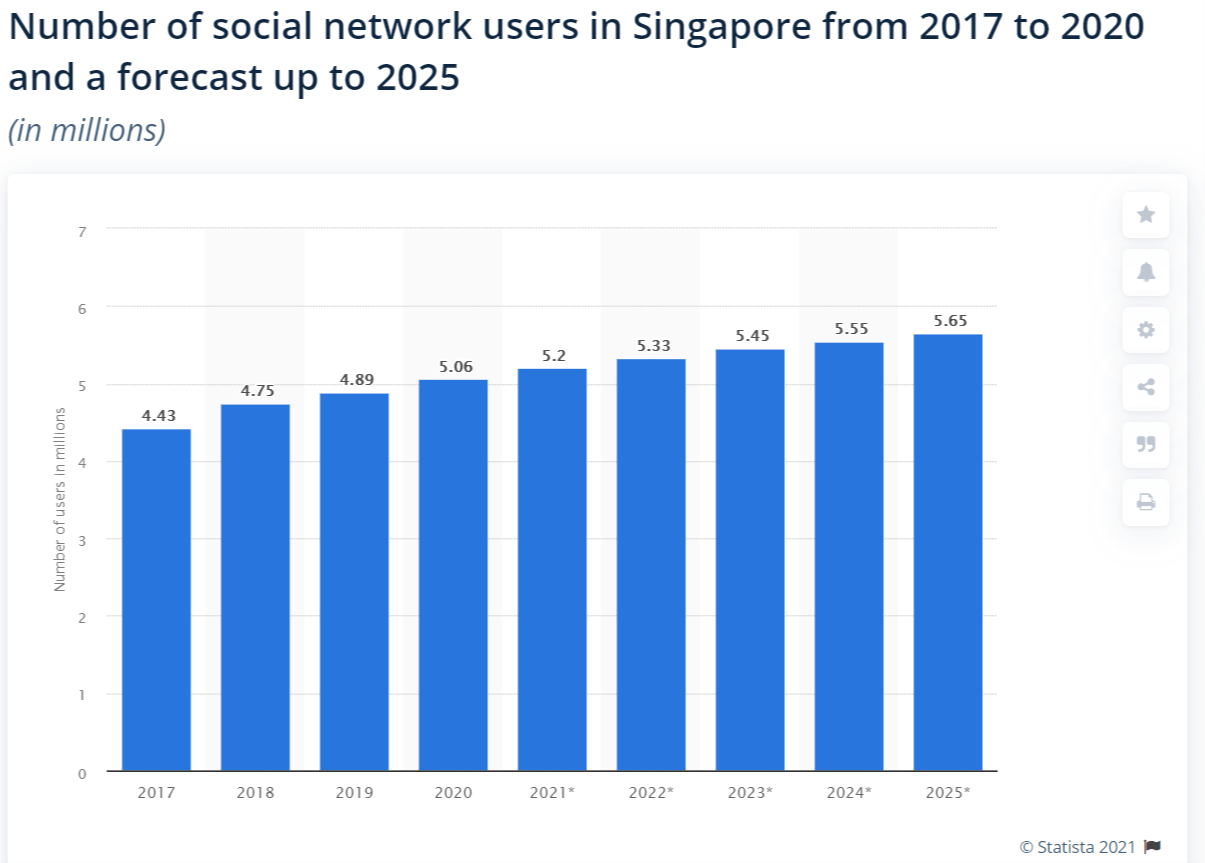 Number of social network users in Singapore from 2017 to 2020
and a forecast up to 2025
(in millions)
7
6
5
4
3
2
1
0
Number of users in millions
4.43
4.75
4.89
5.06
5.2
5.33
5.45
5.55
5.65
2017 2018 2019 2020 2021* 2022* 2023* 2024* 2025*
© Statista 2021